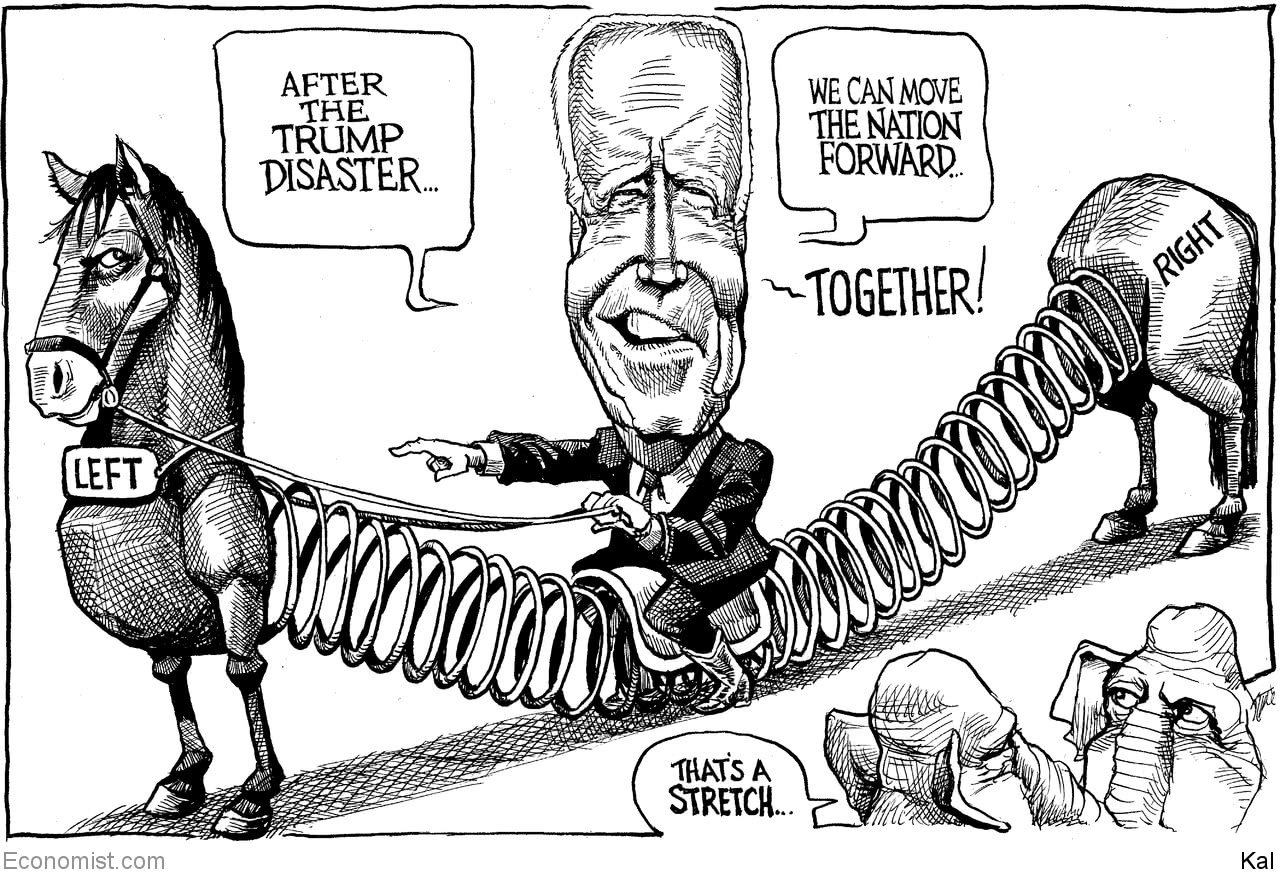 AFTER
THE
TRUMP
DISASTER...
WE CAN MOVE
THE NATION
FORWARD...
TOGETHER!
RIGHT
LEFT
THAT'S A
STRETCH...
Economist.com
Kal